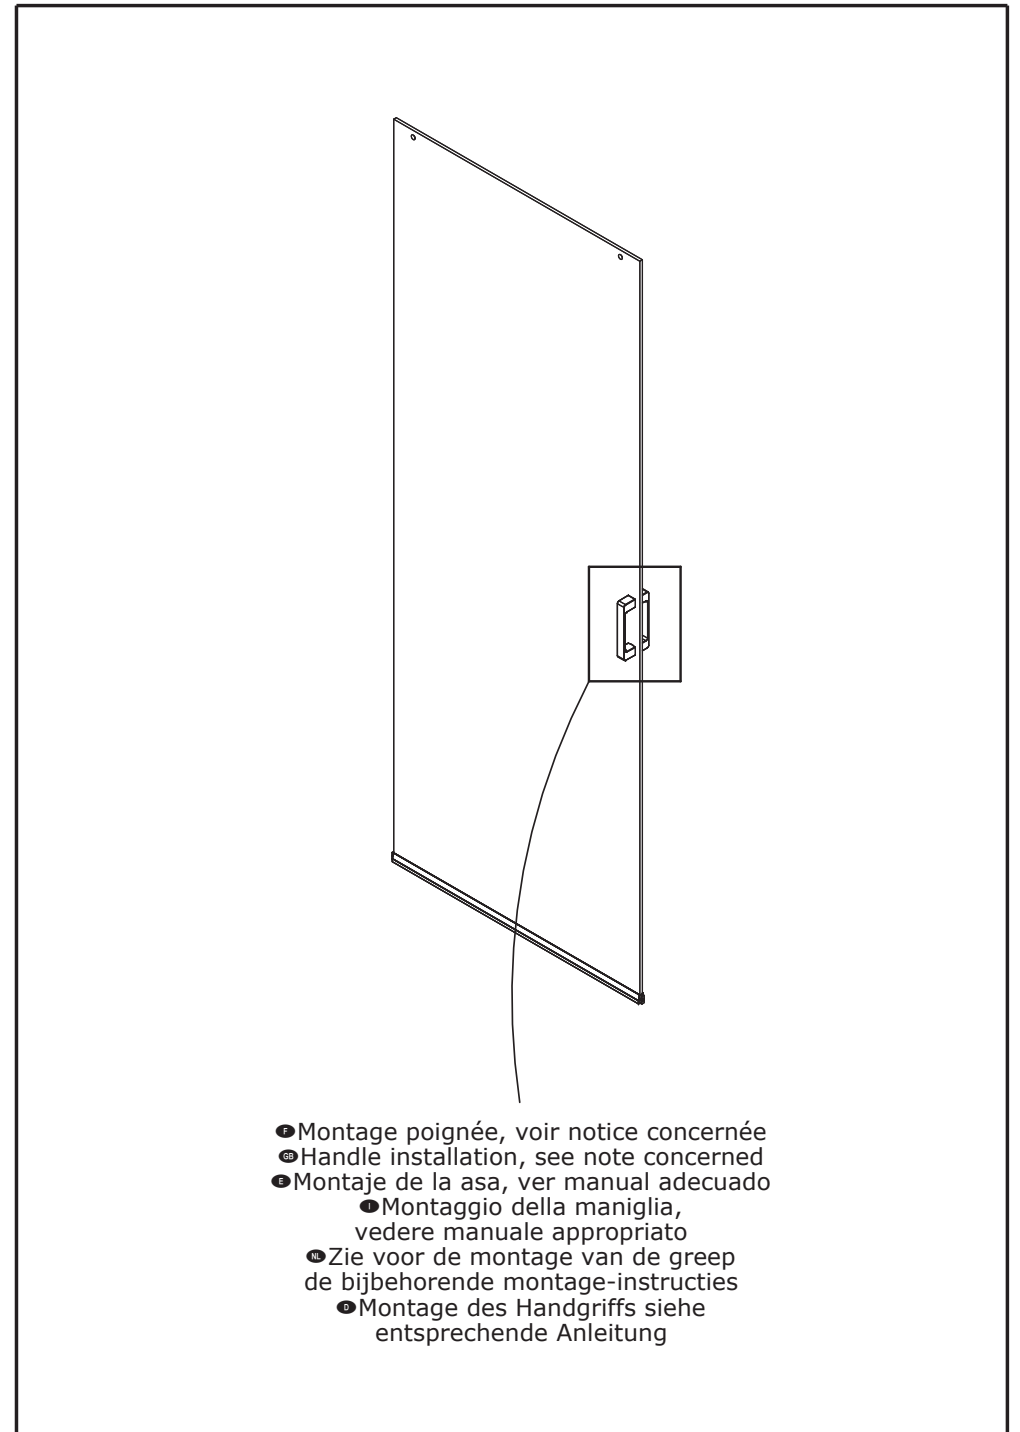 F Montage poignée, voir notice concernée
GB Handle installation, see note concerned
E Montaje de la asa, ver manual adecuado
I Montaggio della maniglia,
vedere manuale appropriato
NL Zie voor de montage van de greep
de bijbehorende montage-instructies
D Montage des Handgriffs siehe
entsprechende Anleitung